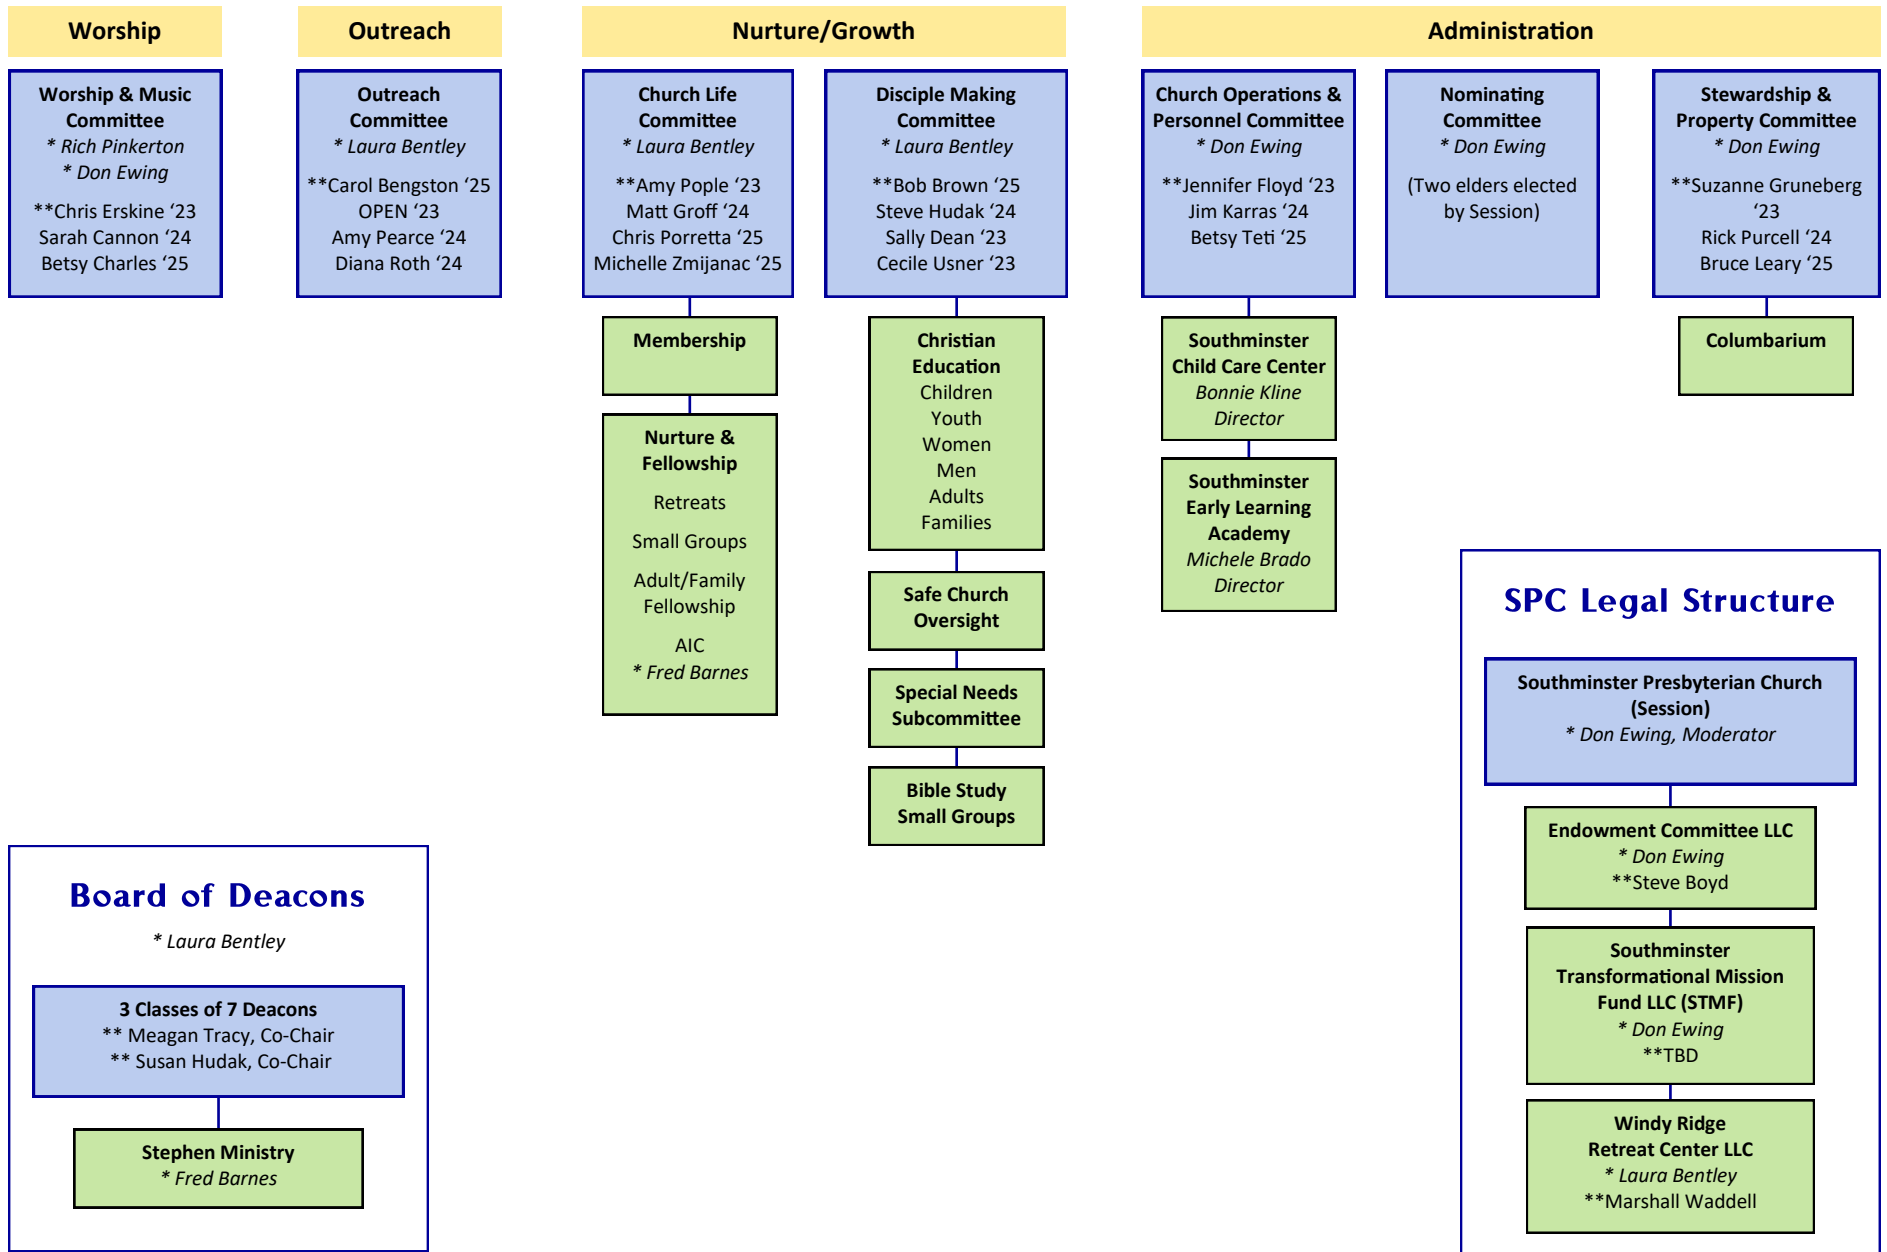 Worship
Worship & Music
Committee
* Rich Pinkerton
* Don Ewing
**Chris Erskine ‘23
Sarah Cannon ‘24
Betsy Charles ‘25
Outreach
Outreach
Committee
* Laura Bentley
**Carol Bengston ‘25
OPEN ‘23
Amy Pearce ‘24
Diana Roth ‘24
Nurture/Growth
Church Life
Committee
* Laura Bentley
**Amy Pople ‘23
Matt Groff ‘24
Chris Porretta ‘25
Michelle Zmijanac ‘25
Membership
Nurture &
Fellowship
Retreats
Small Groups
Adult/Family
Fellowship
AIC
* Fred Barnes
Disciple Making
Committee
* Laura Bentley
**Bob Brown ‘25
Steve Hudak ‘24
Sally Dean ‘23
Cecile Usner ‘23
Christian
Education
Children
Youth
Women
Men
Adults
Families
Safe Church
Oversight
Special Needs
Subcommittee
Bible Study
Small Groups
Administration
Church Operations &
Personnel Committee
* Don Ewing
**Jennifer Floyd ‘23
Jim Karras ‘24
Betsy Teti ‘25
Southminster
Child Care Center
Bonnie Kline
Director
Southminster
Early Learning
Academy
Michele Brado
Director
Nominating
Committee
* Don Ewing
(Two elders elected
by Session)
Stewardship &
Property Committee
* Don Ewing
**Suzanne Gruneberg
‘23
Rick Purcell ‘24
Bruce Leary ‘25
Columbarium
Board of Deacons
* Laura Bentley
3 Classes of 7 Deacons
** Meagan Tracy, Co-Chair
** Susan Hudak, Co-Chair
Stephen Ministry
* Fred Barnes
SPC Legal Structure
Southminster Presbyterian Church
(Session)
* Don Ewing, Moderator
Endowment Committee LLC
* Don Ewing
**Steve Boyd
Southminster
Transformational Mission
Fund LLC (STMF)
* Don Ewing
**TBD
Windy Ridge
Retreat Center LLC
* Laura Bentley
**Marshall Waddell